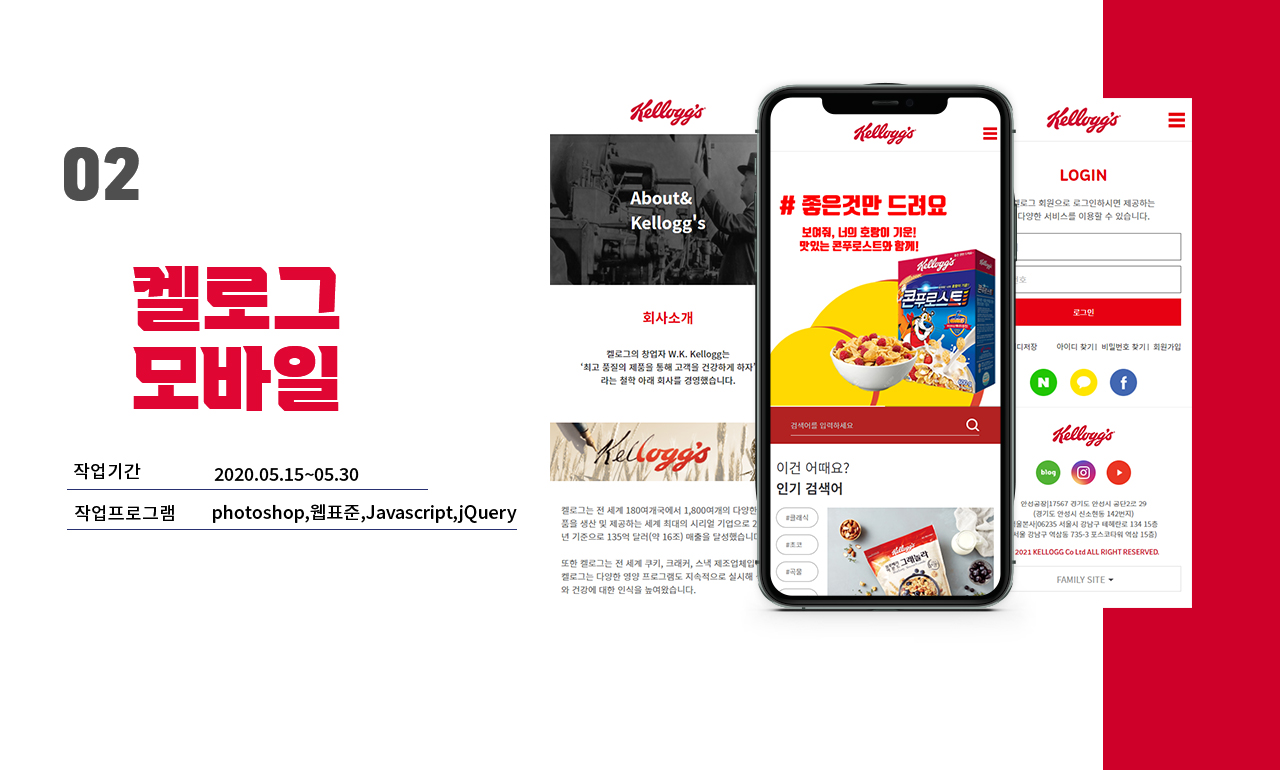 02
켈로그
모바일
작업기간
2020.05.15~05.30
작업프로그램
photoshop,웹표준,Javascript,jQuery
Kellogg's
About&
Kellogg's
회사소개
켈로그의 창업자 W.K. Kellogg는
'최고 품질의 제품을 통해 고객을 건강하게 하자'
라는 철학 아래 회사를 경영했습니다.
Kellogg's
켈로그는 전 세계 180여개국에서 1,800여개의 다양한
품을 생산 및 제공하는 세계 최대의 시리얼 기업으로 2
년 기준으로 135억 달러(약 16조) 매출을 달성했습니다
또한 켈로그는 전 세계 쿠키, 크래커, 스낵 제조업체입
켈로그는 다양한 영양 프로그램도 지속적으로 실시해
와 건강에 대한 인식을 높여왔습니다.
Kellogg's
# 좋은것만 드려요
보여줘, 너의 호랑이 기운!
맛있는 콘푸로스트와 함께!
Kellogg's
콘푸로스트
검색어를 입력하세요
이건 어때요?
인기 검색어
#클래식
#초코
#곡물
Kellogg's
그래놀라
Kellogg's
LOGIN
켈로그 회원으로 로그인하시면 제공하는
다양한 서비스를 이용할 수 있습니다.
로그인
디저장
아이디 찾기| 비밀번호 찾기| 회원가입
N
f
Kellogg's
blog
안성공장|17567 경기도 안성시 공단2로 29
(경기도 안성시 신소현동 142번지)
울본사|06235 서울시 강남구 테헤란로 134 15층
서울 강남구 역삼동 735-3 포스코타워 역삼 15층)
2021 KELLOGG Co Ltd ALL RIGHT RESERVED.
FAMILY SITE